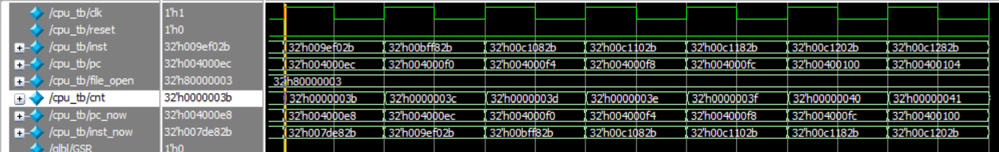 /cpu_tb/clk 1'h1
/cpu_tb/reset 1'h0
/cpu_tb/inst 32'h009ef02b 32'h009ef02b 32'h00bff82b 32'h00c1082b 32'h00c1102b 32'h00c1182b 32'h00c1202b 32'h00c1282b
/cpu_tb/pc 32'h004000ec 32'h004000ec 32'h004000f0 32'h004000f4 32'h004000f8 32'h004000fc 32'h00400100 32'h00400104
/cpu_tb/file_open 32'h80000003 32'h80000003
/cpu_tb/cnt 32'h0000003b 32'h0000003b 32'h0000003c 32'h0000003d 32'h0000003e 32'h0000003f 32'h00000040 32'h00000041
/cpu_tb/pc_now 32'h004000e8 32'h004000e8 32'h004000ec 32'h004000f0 32'h004000f4 32'h004000f8 32'h004000fc 32'h00400100
/cpu_tb/inst_now 32'h007de82b 32'h007de82b 32'h009ef02b 32'h00bff82b 32'h00c1082b 32'h00c1102b 32'h00c1182b 32'h00c1202b
/glbl/GSR 1'h0